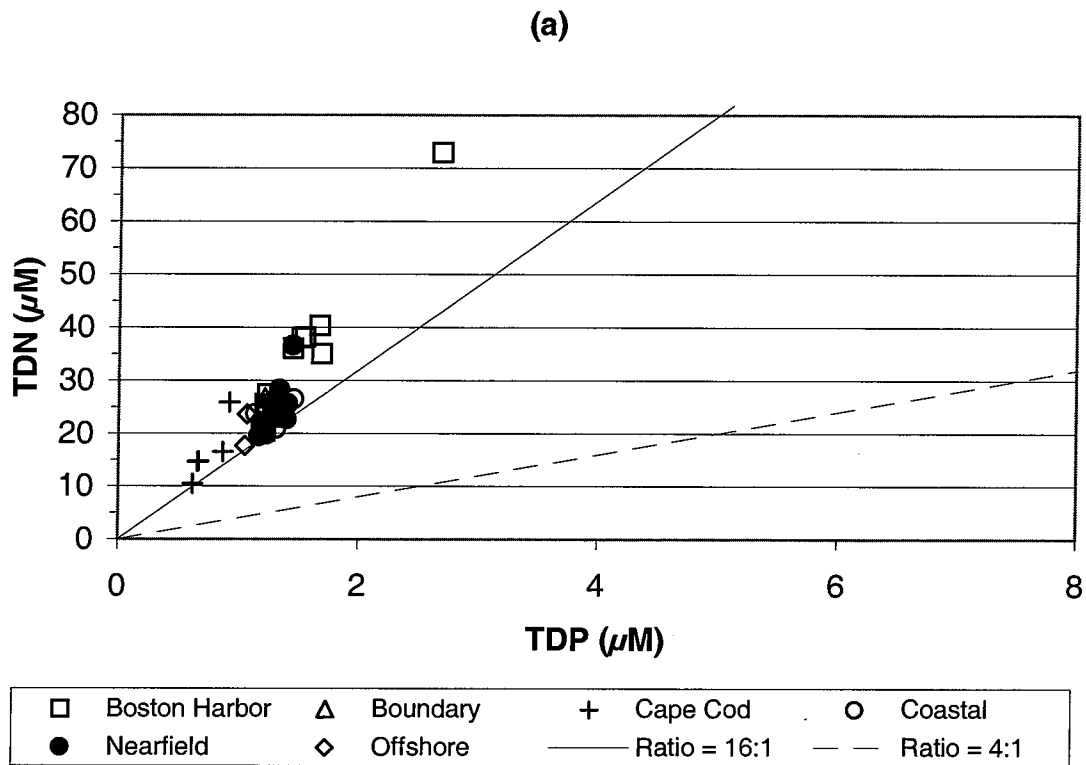 (a)
80
70
60
50
40
30
20
10
0
TDN (µM)
0 2 4 6 8
TDP (µM)
Boston Harbor Boundary Cape Cod Coastal
Nearfield Offshore Ratio = 16:1 Ratio = 4:1